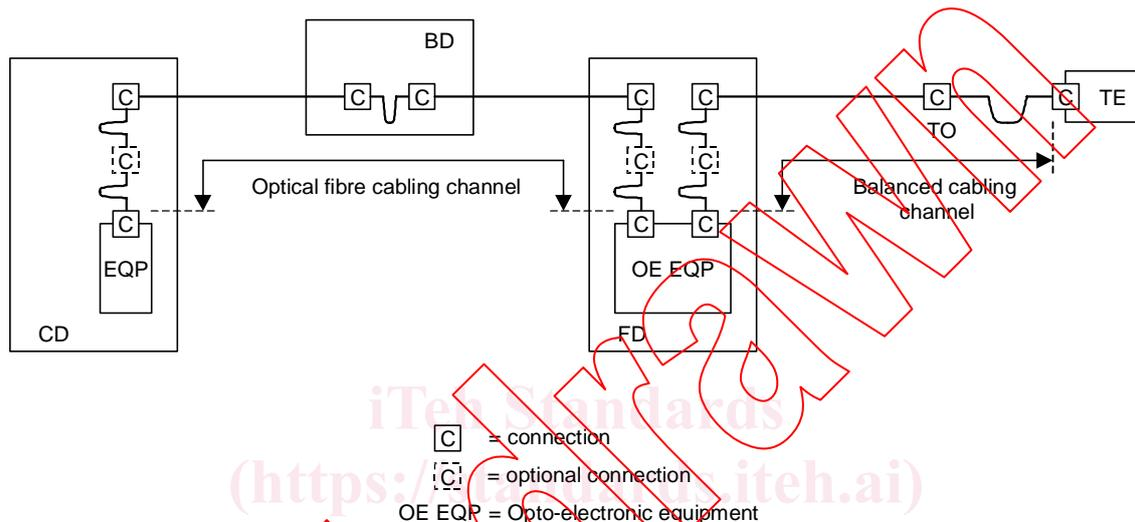 BD
C C C C C C C TE
TO
C C C
Optical fibre cabling channel
Balanced cabling
channel
C C C
EQP OE EQP
CD FD
iTeh Standards
C = connection
(https://standards.iteh.ai)
C = optional connection
OE EQP = Opto-electronic equipment